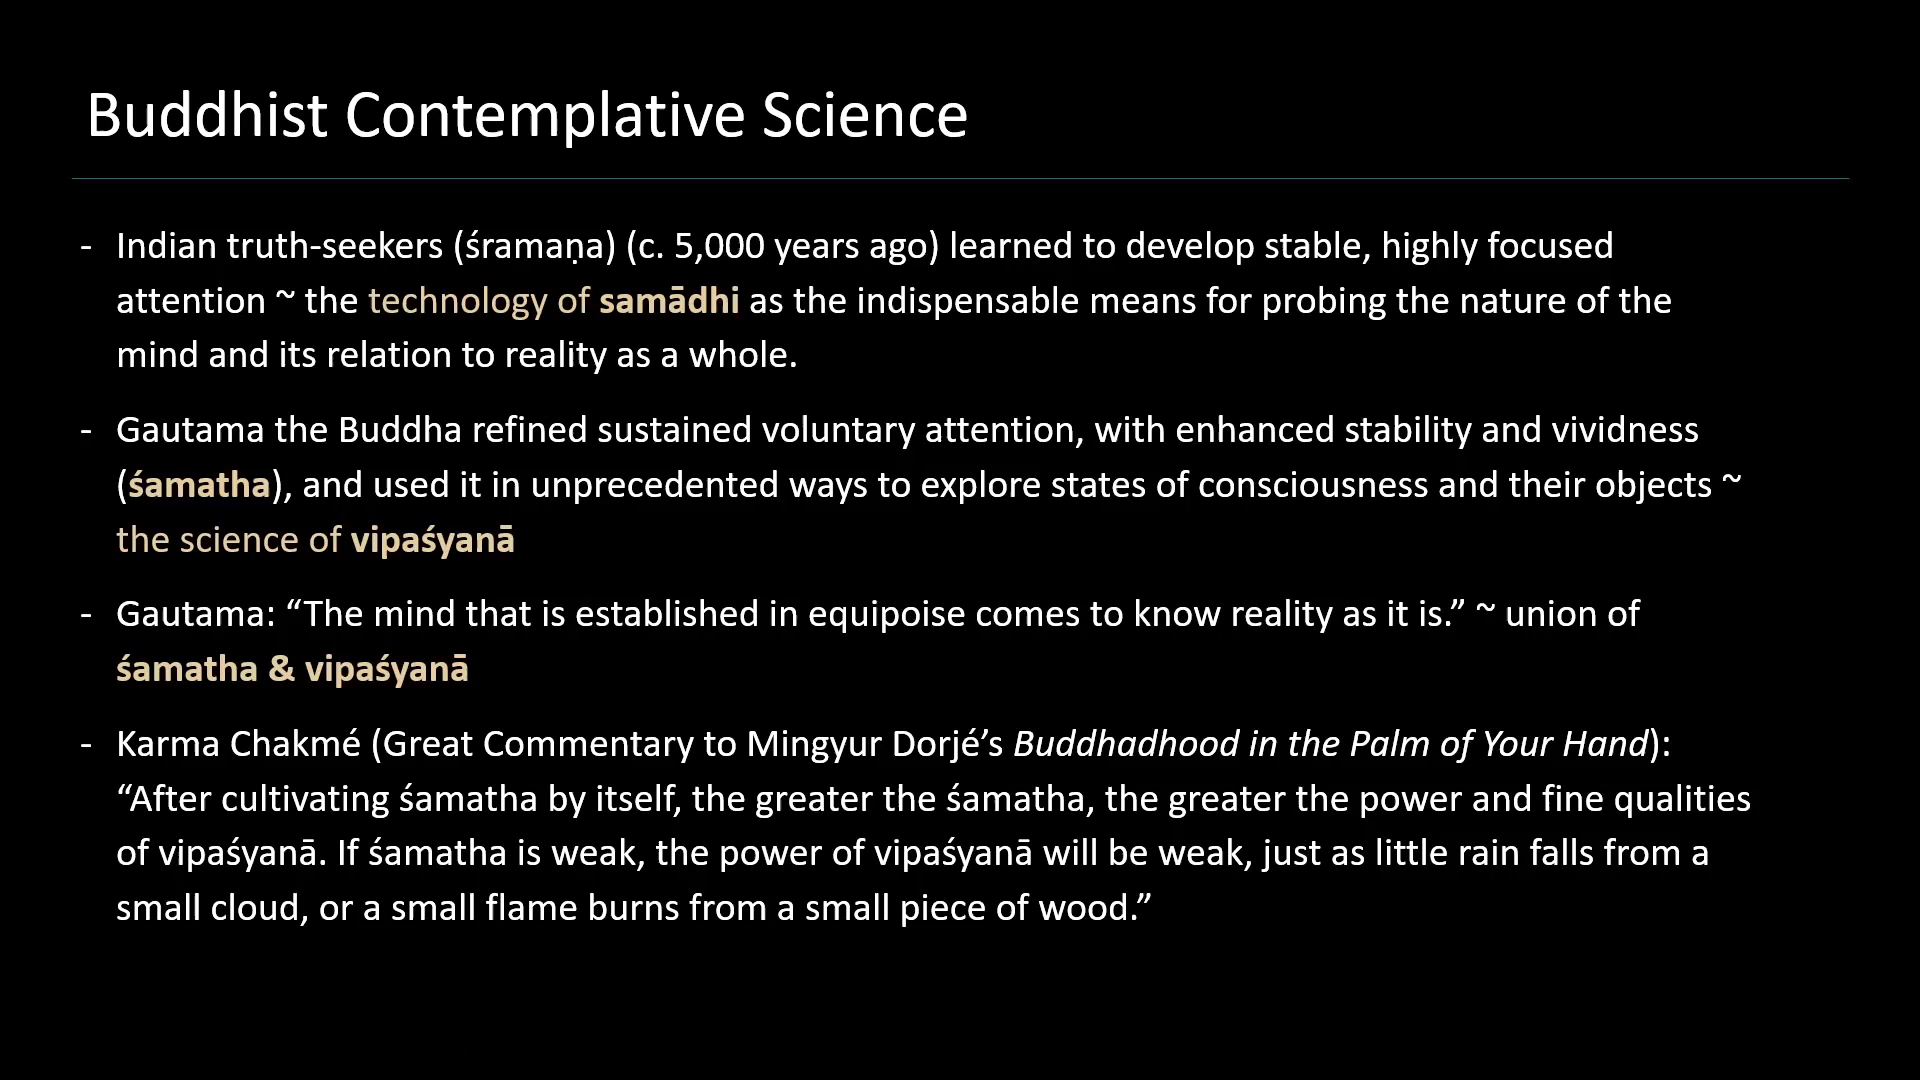 Buddhist Contemplative Science
- Indian truth-seekers (śramaṇa) (c. 5,000 years ago) learned to develop stable, highly focused
attention ~ the technology of samādhi as the indispensable means for probing the nature of the
mind and its relation to reality as a whole.
- Gautama the Buddha refined sustained voluntary attention, with enhanced stability and vividness
(śamatha), and used it in unprecedented ways to explore states of consciousness and their objects ~
the science of vipaśyanā
- Gautama: “The mind that is established in equipoise comes to know reality as it is.” ~ union of
śamatha & vipaśyanā
- Karma Chakmé (Great Commentary to Mingyur Dorjé’s Buddhadhood in the Palm of Your Hand):
“After cultivating śamatha by itself, the greater the śamatha, the greater the power and fine qualities
of vipaśyanā. If śamatha is weak, the power of vipaśyanā will be weak, just as little rain falls from a
small cloud, or a small flame burns from a small piece of wood.”